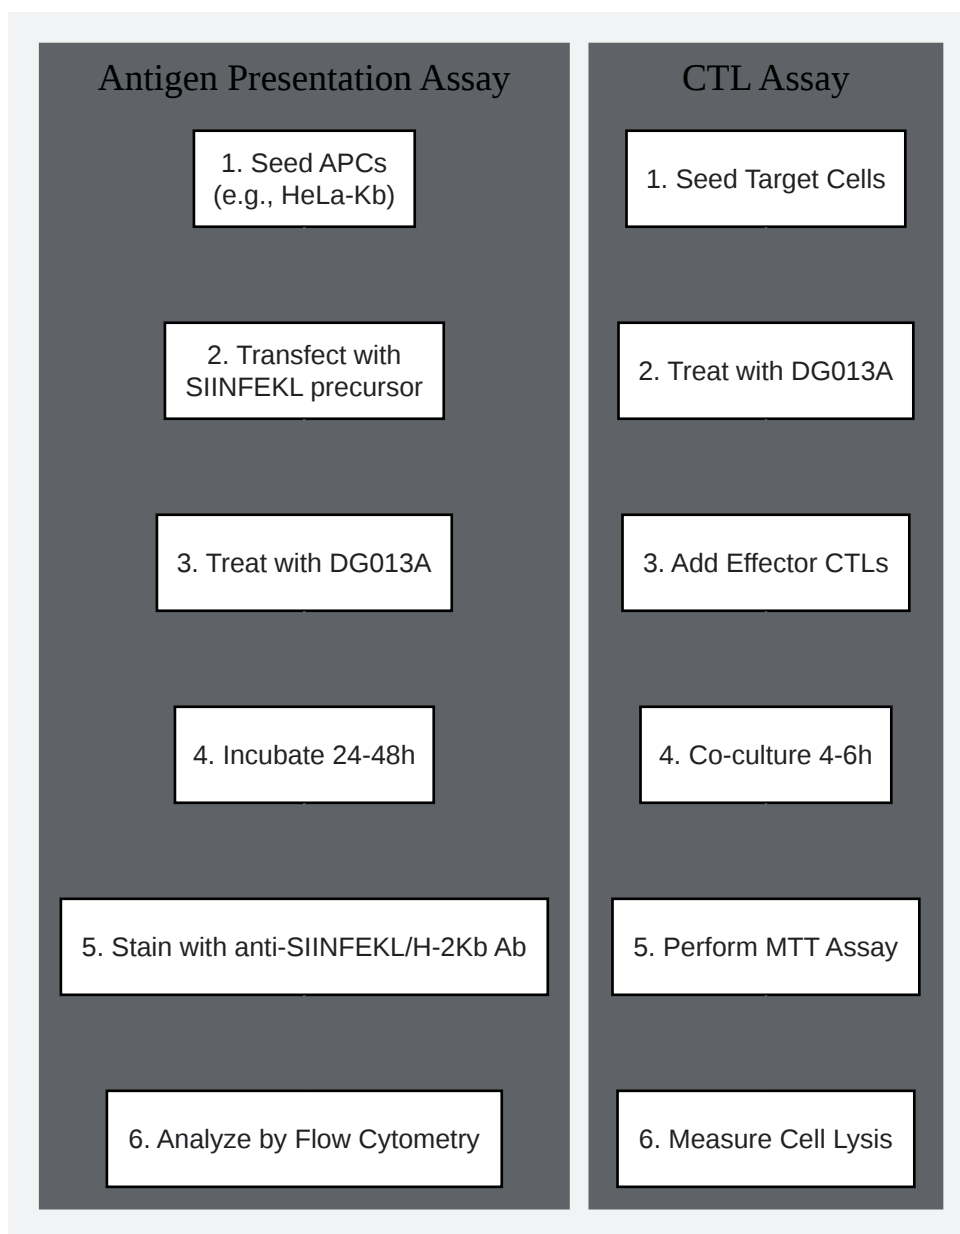 Antigen Presentation Assay
1. Seed APCs
(e.g., HeLa-Kb)
2. Transfect with
SIINFEKL precursor
3. Treat with DG013A
4. Incubate 24-48h
5. Stain with anti-SIINFEKL/H-2Kb Ab
6. Analyze by Flow Cytometry
CTL Assay
1. Seed Target Cells
2. Treat with DG013A
3. Add Effector CTLs
4. Co-culture 4-6h
5. Perform MTT Assay
6. Measure Cell Lysis